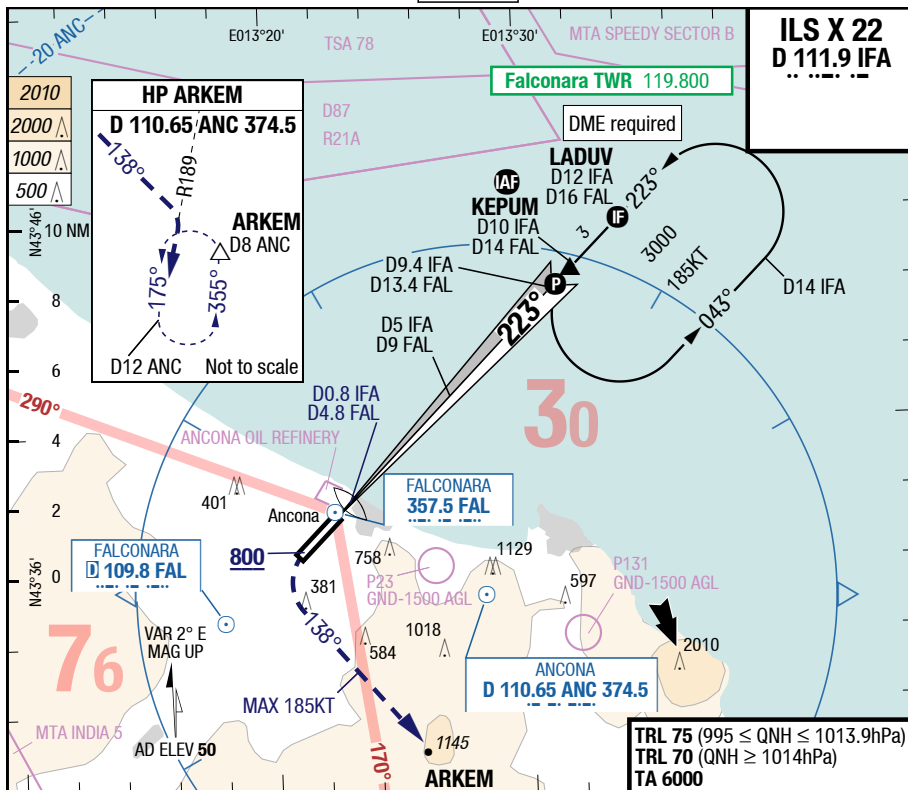 ILS X 22
D 111.9 IFA
-20 ANC
E013°20'
E013°30'
TSA 78
MTA SPEEDY SECTOR B
Falconara TWR 119.800
DME required
2010
2000
1000
500
HP ARKEM
D 110.65 ANC 374.5
138°
R189
ARKEM
D8 ANC
175°
355°
D12 ANC
Not to scale
D87
R21A
LADUV
D12 IFA
D16 FAL
IAF
KEPUM
D10 IFA
D14 FAL
IF
223°
3
3000
185KT
043°
D14 IFA
N43°46'
10 NM
8
6
4
2
0
N43°36'
D9.4 IFA
D13.4 FAL
P
223°
D5 IFA
D9 FAL
D0.8 IFA
D4.8 FAL
30
290°
ANCONA OIL REFINERY
401
Ancona
FALCONARA
357.5 FAL
800
758
1129
FALCONARA
D 109.8 FAL
381
P23
GND-1500 AGL
597
P131
GND-1500 AGL
138°
584
1018
2010
VAR 2° E
MAG UP
76
MAX 185KT
ANCONA
D 110.65 ANC 374.5
MTA INDIA 5
AD ELEV 50
170°
1145
ARKEM
TRL 75 (995 ≤ QNH ≤ 1013.9hPa)
TRL 70 (QNH ≥ 1014hPa)
TA 6000